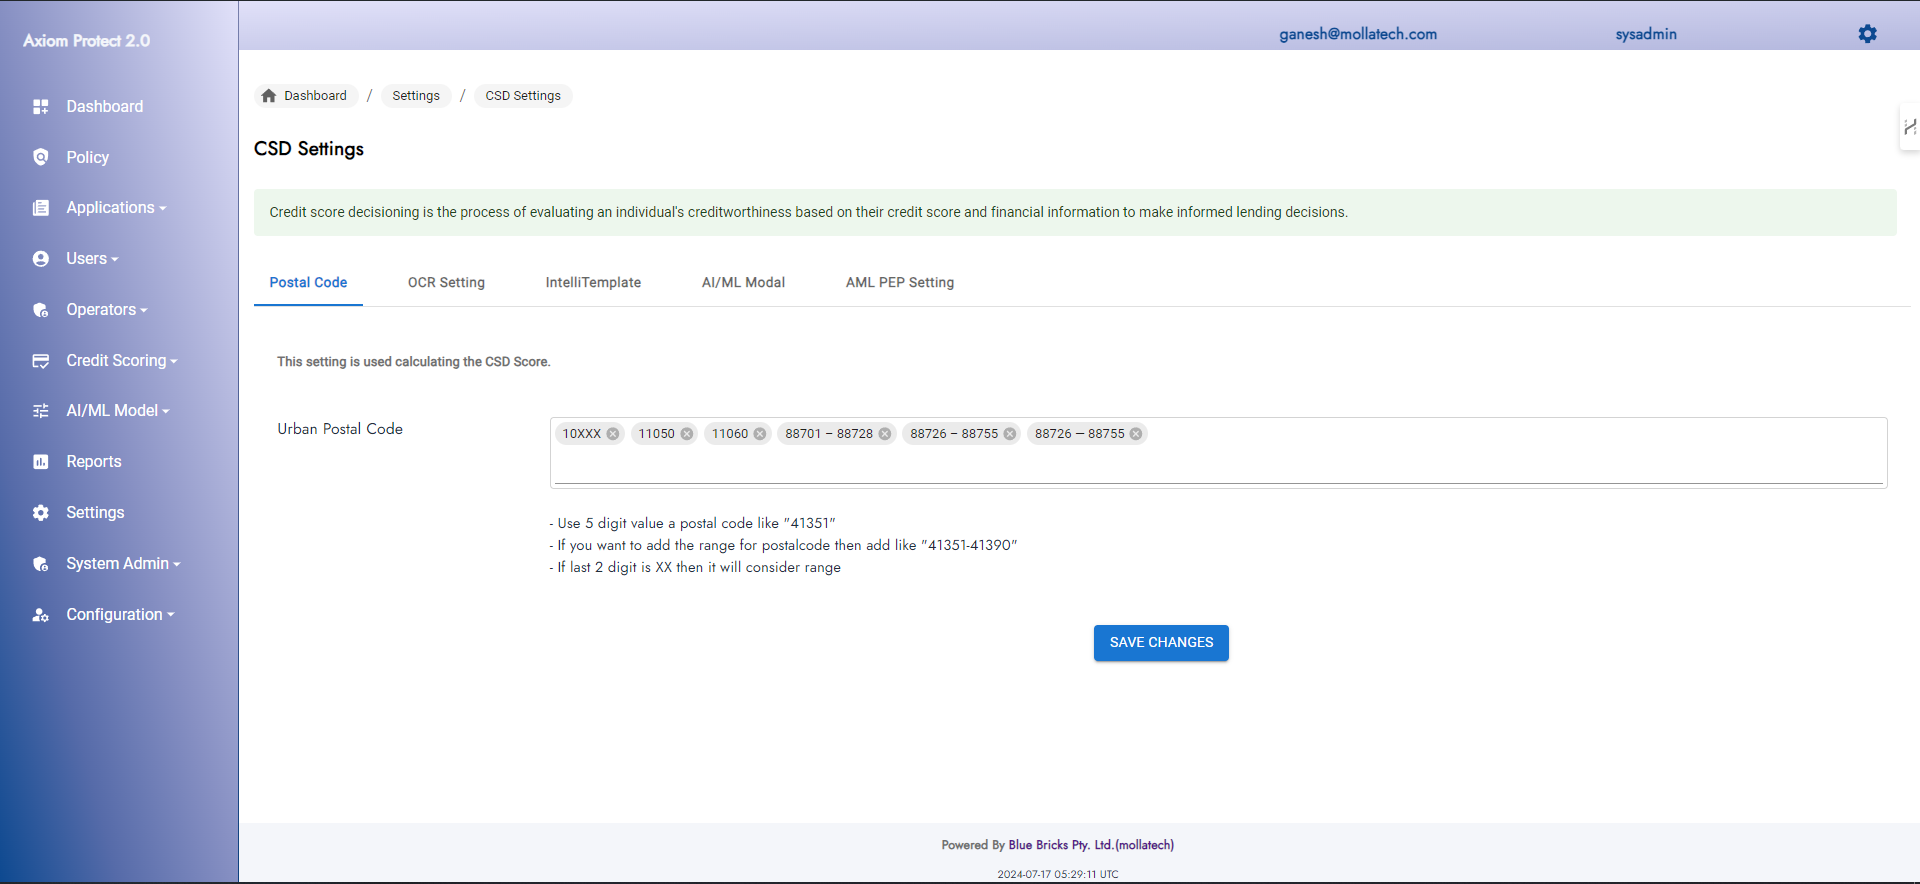 Axiom Protect 2.0
ganesh@mollatech.com
sysadmin
Dashboard
Policy
Applications
Users
Operators
Credit Scoring
AI/ML Model
Reports
Settings
System Admin
Configuration
Dashboard / Settings / CSD Settings
CSD Settings
Credit score decisioning is the process of evaluating an individual's creditworthiness based on their credit score and financial information to make informed lending decisions.
Postal Code OCR Setting IntelliTemplate AI/ML Modal AML PEP Setting
This setting is used calculating the CSD Score.
Urban Postal Code
10XXX 11050 11060 88701 – 88728 88726 – 88755 88726 — 88755
- Use 5 digit value a postal code like "41351"
- If you want to add the range for postalcode then add like "41351-41390"
- If last 2 digit is XX then it will consider range
SAVE CHANGES
Powered By Blue Bricks Pty. Ltd.(mollatech)
2024-07-17 05:29:11 UTC